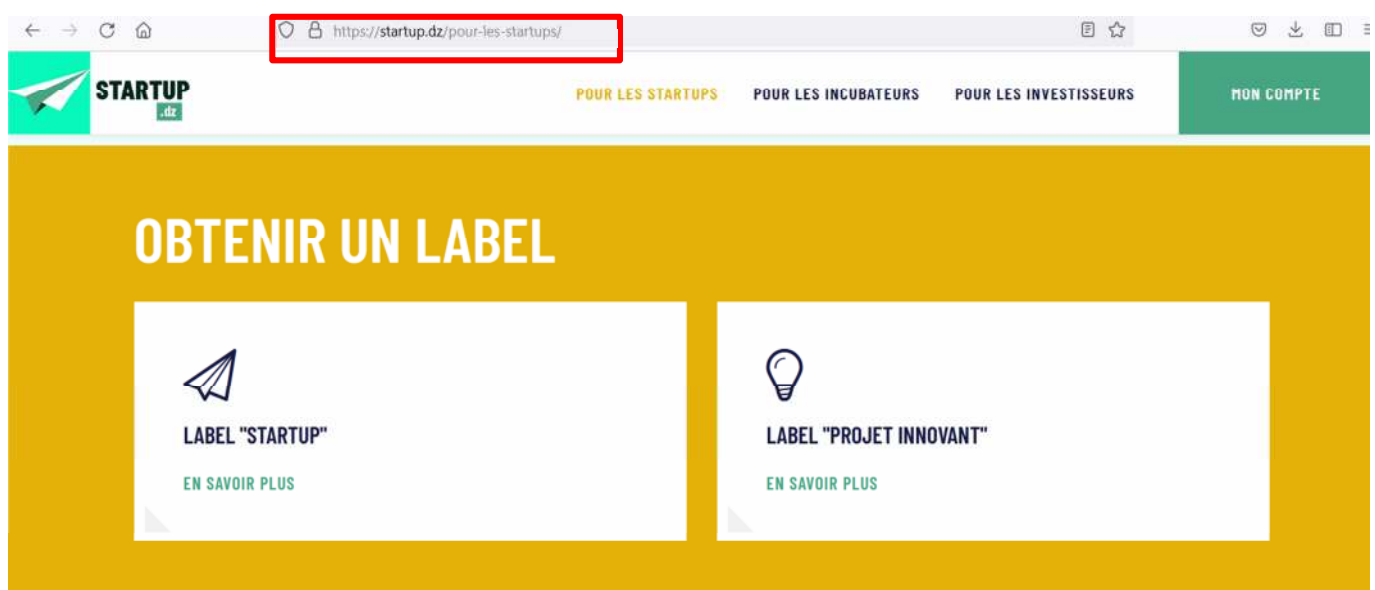 https://startup.dz/pour-les-startups/
STARTUP
.dz
POUR LES STARTUPS POUR LES INCUBATEURS POUR LES INVESTISSEURS MON COMPTE
OBTENIR UN LABEL
LABEL "STARTUP" LABEL "PROJET INNOVANT"
EN SAVOIR PLUS EN SAVOIR PLUS